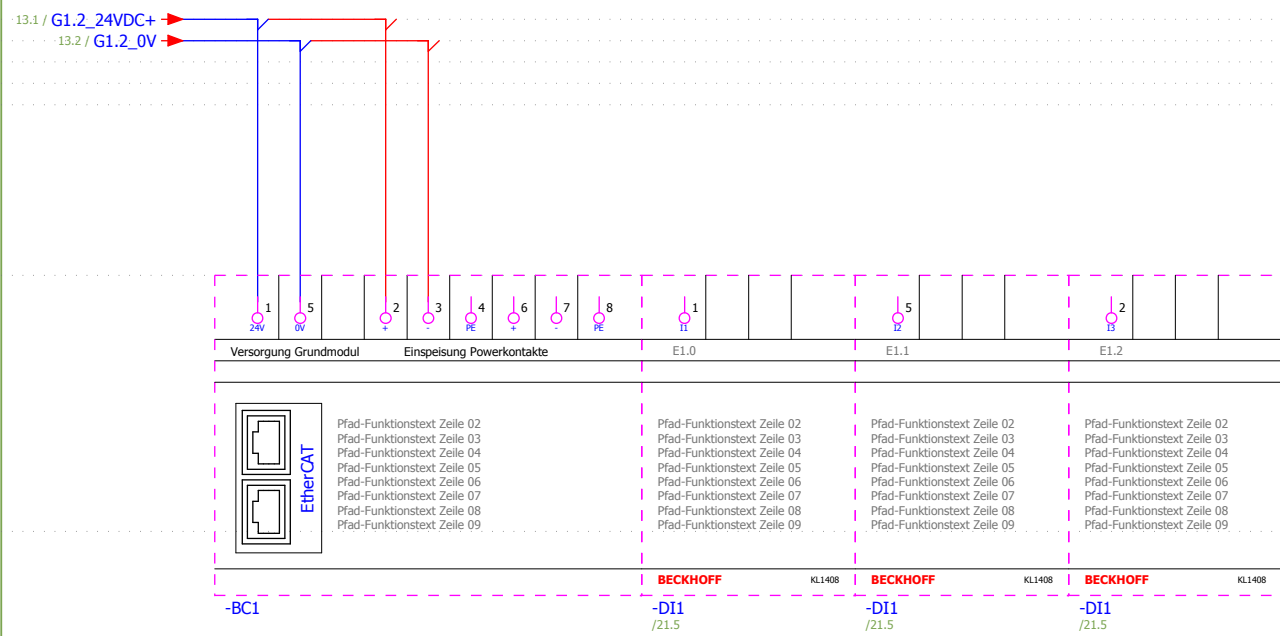 13.1 / G1.2_24VDC+
13.2 / G1.2_0V
1 5 2 3 4 6 7 8 1 5 2
24V 0V + - PE + - PE I1 I2 I3
Versorgung Grundmodul Einspeisung Powerkontakte E1.0 E1.1 E1.2
EtherCAT
Pfad-Funktionstext Zeile 02
Pfad-Funktionstext Zeile 03
Pfad-Funktionstext Zeile 04
Pfad-Funktionstext Zeile 05
Pfad-Funktionstext Zeile 06
Pfad-Funktionstext Zeile 07
Pfad-Funktionstext Zeile 08
Pfad-Funktionstext Zeile 09
Pfad-Funktionstext Zeile 02
Pfad-Funktionstext Zeile 03
Pfad-Funktionstext Zeile 04
Pfad-Funktionstext Zeile 05
Pfad-Funktionstext Zeile 06
Pfad-Funktionstext Zeile 07
Pfad-Funktionstext Zeile 08
Pfad-Funktionstext Zeile 09
Pfad-Funktionstext Zeile 02
Pfad-Funktionstext Zeile 03
Pfad-Funktionstext Zeile 04
Pfad-Funktionstext Zeile 05
Pfad-Funktionstext Zeile 06
Pfad-Funktionstext Zeile 07
Pfad-Funktionstext Zeile 08
Pfad-Funktionstext Zeile 09
Pfad-Funktionstext Zeile 02
Pfad-Funktionstext Zeile 03
Pfad-Funktionstext Zeile 04
Pfad-Funktionstext Zeile 05
Pfad-Funktionstext Zeile 06
Pfad-Funktionstext Zeile 07
Pfad-Funktionstext Zeile 08
Pfad-Funktionstext Zeile 09
BECKHOFF KL1408 BECKHOFF KL1408 BECKHOFF KL1408
-BC1 -DI1 -DI1 -DI1
/21.5 /21.5 /21.5